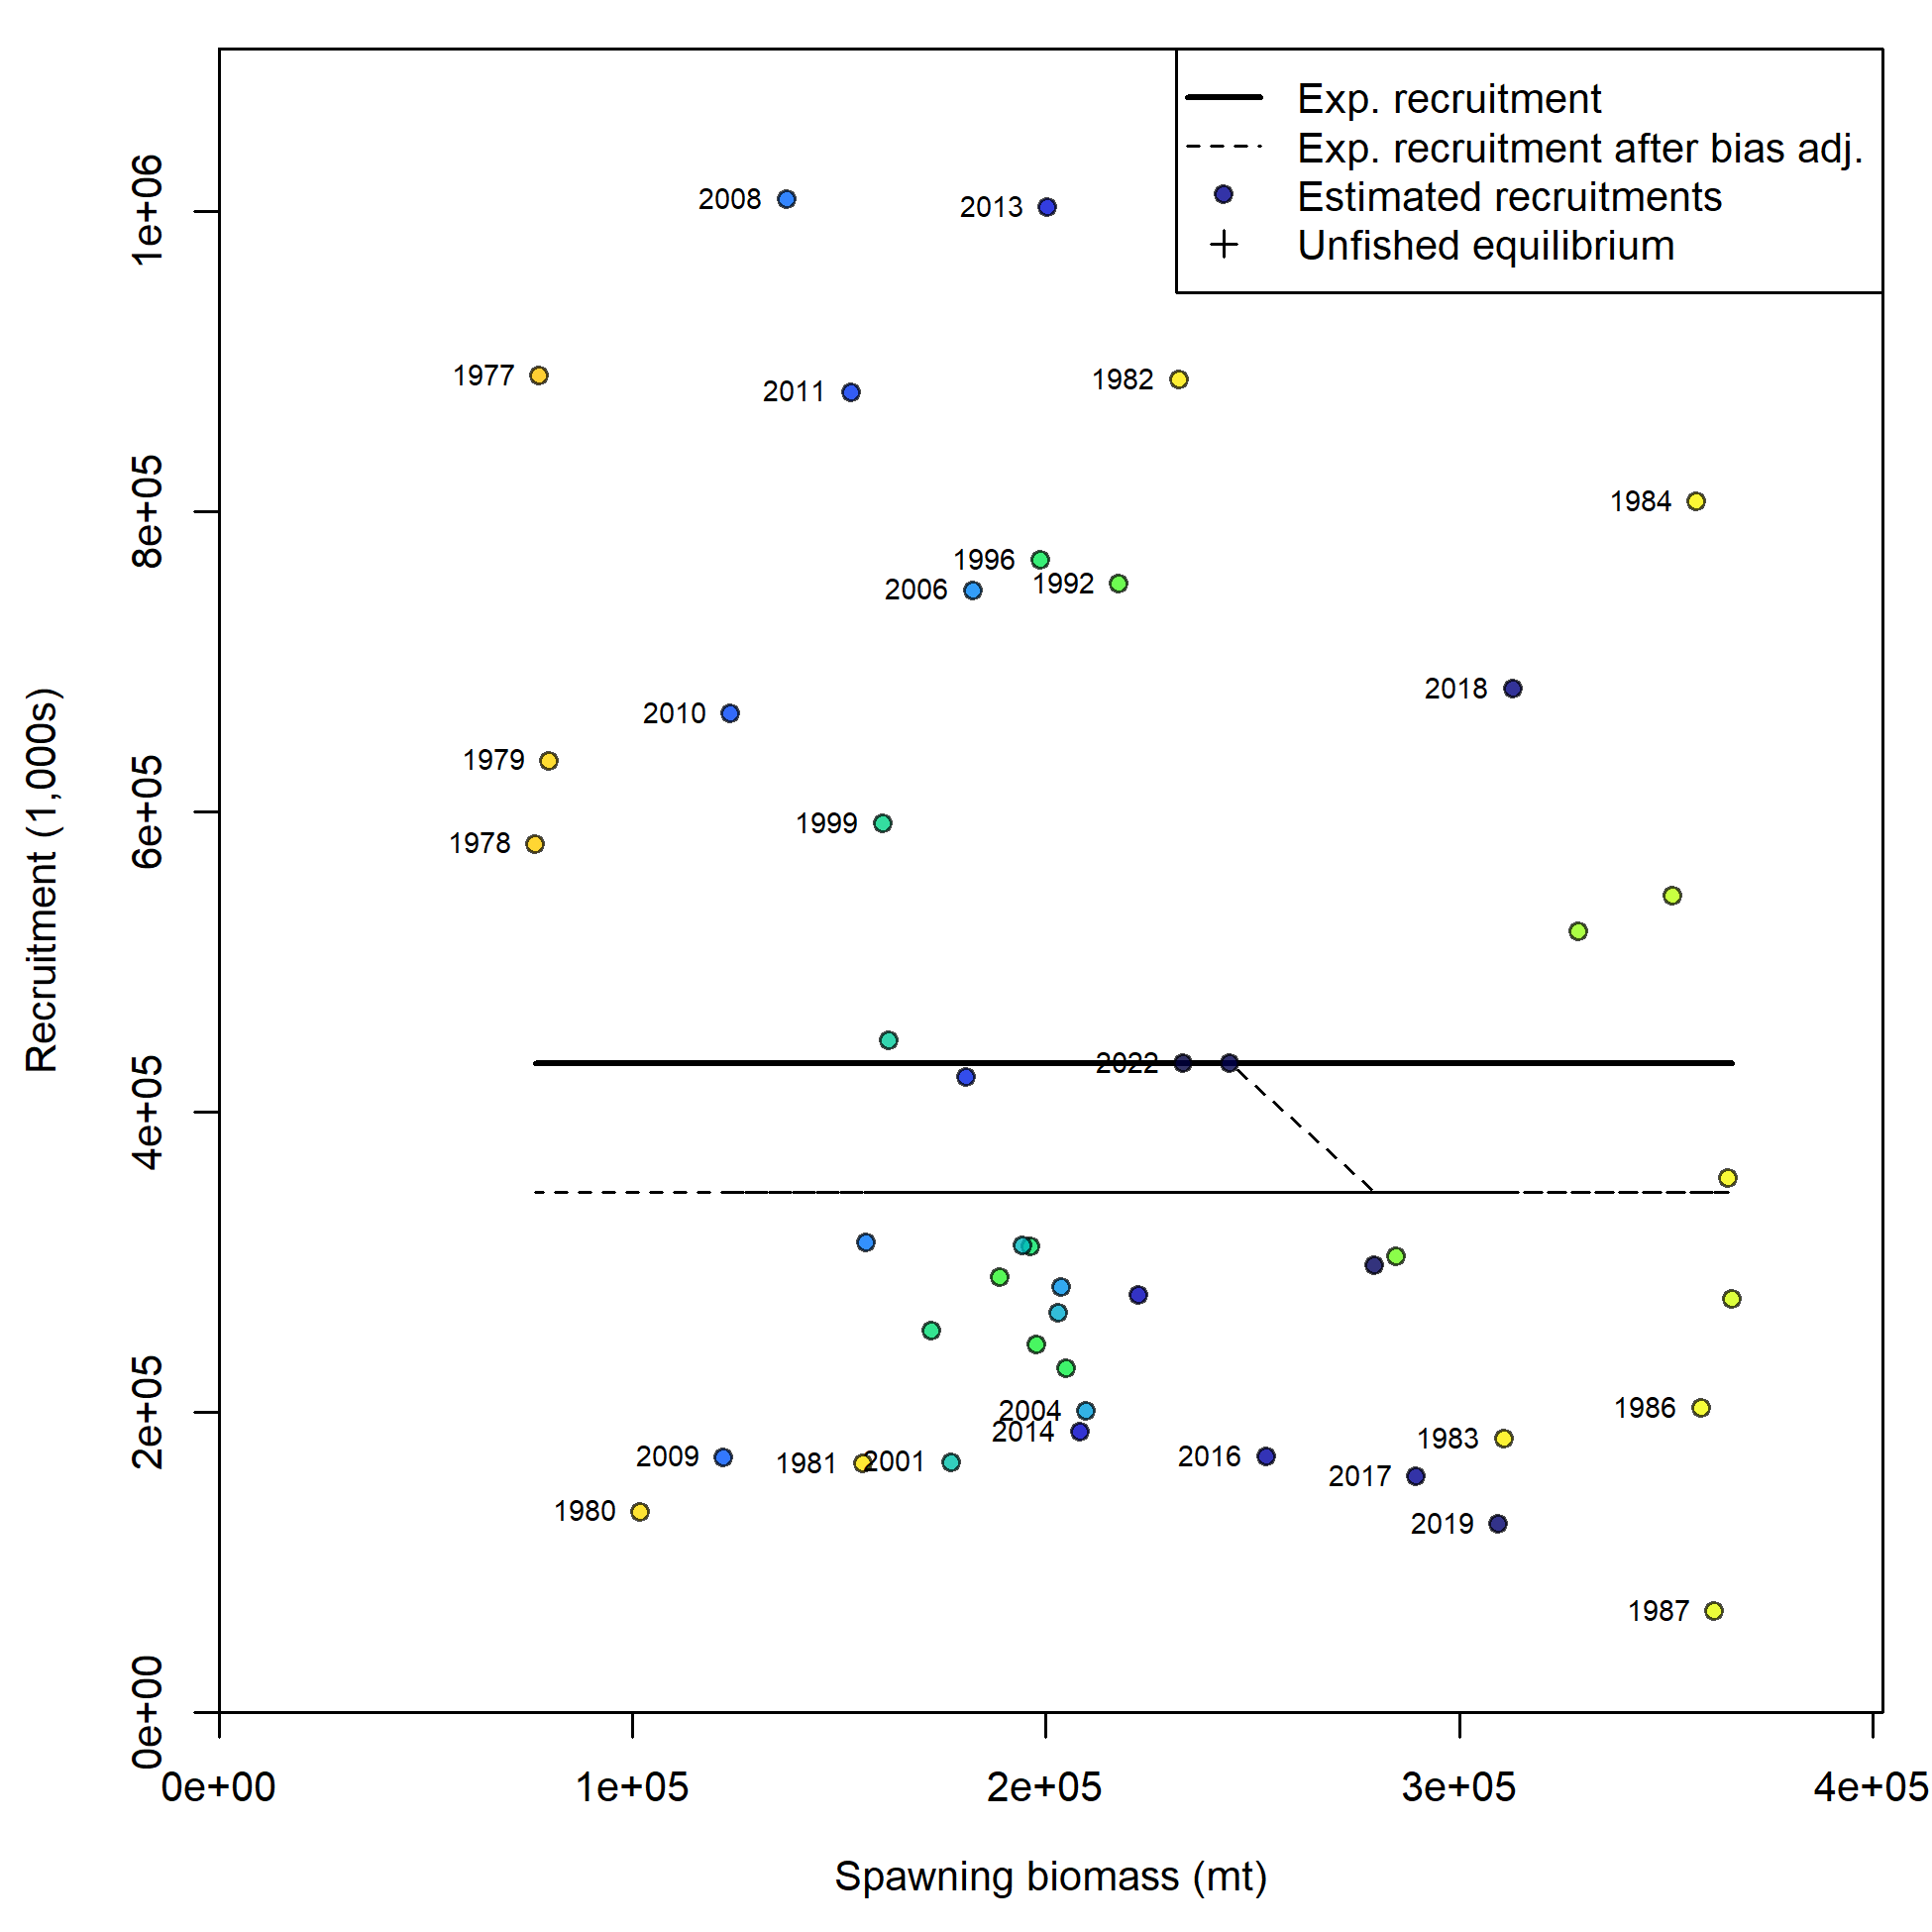 Exp. recruitment
Exp. recruitment after bias adj.
Estimated recruitments
Unfished equilibrium
2008
2013
1977
2011
1982
1984
1996
2006
1992
2018
2010
1979
1999
1978
2022
2004
2014
1986
1983
2009
1981
2001
2016
2017
1980
2019
1987
Recruitment (1,000s)
1e+06
8e+05
6e+05
4e+05
2e+05
0e+00
0e+00 1e+05 2e+05 3e+05 4e+05
Spawning biomass (mt)